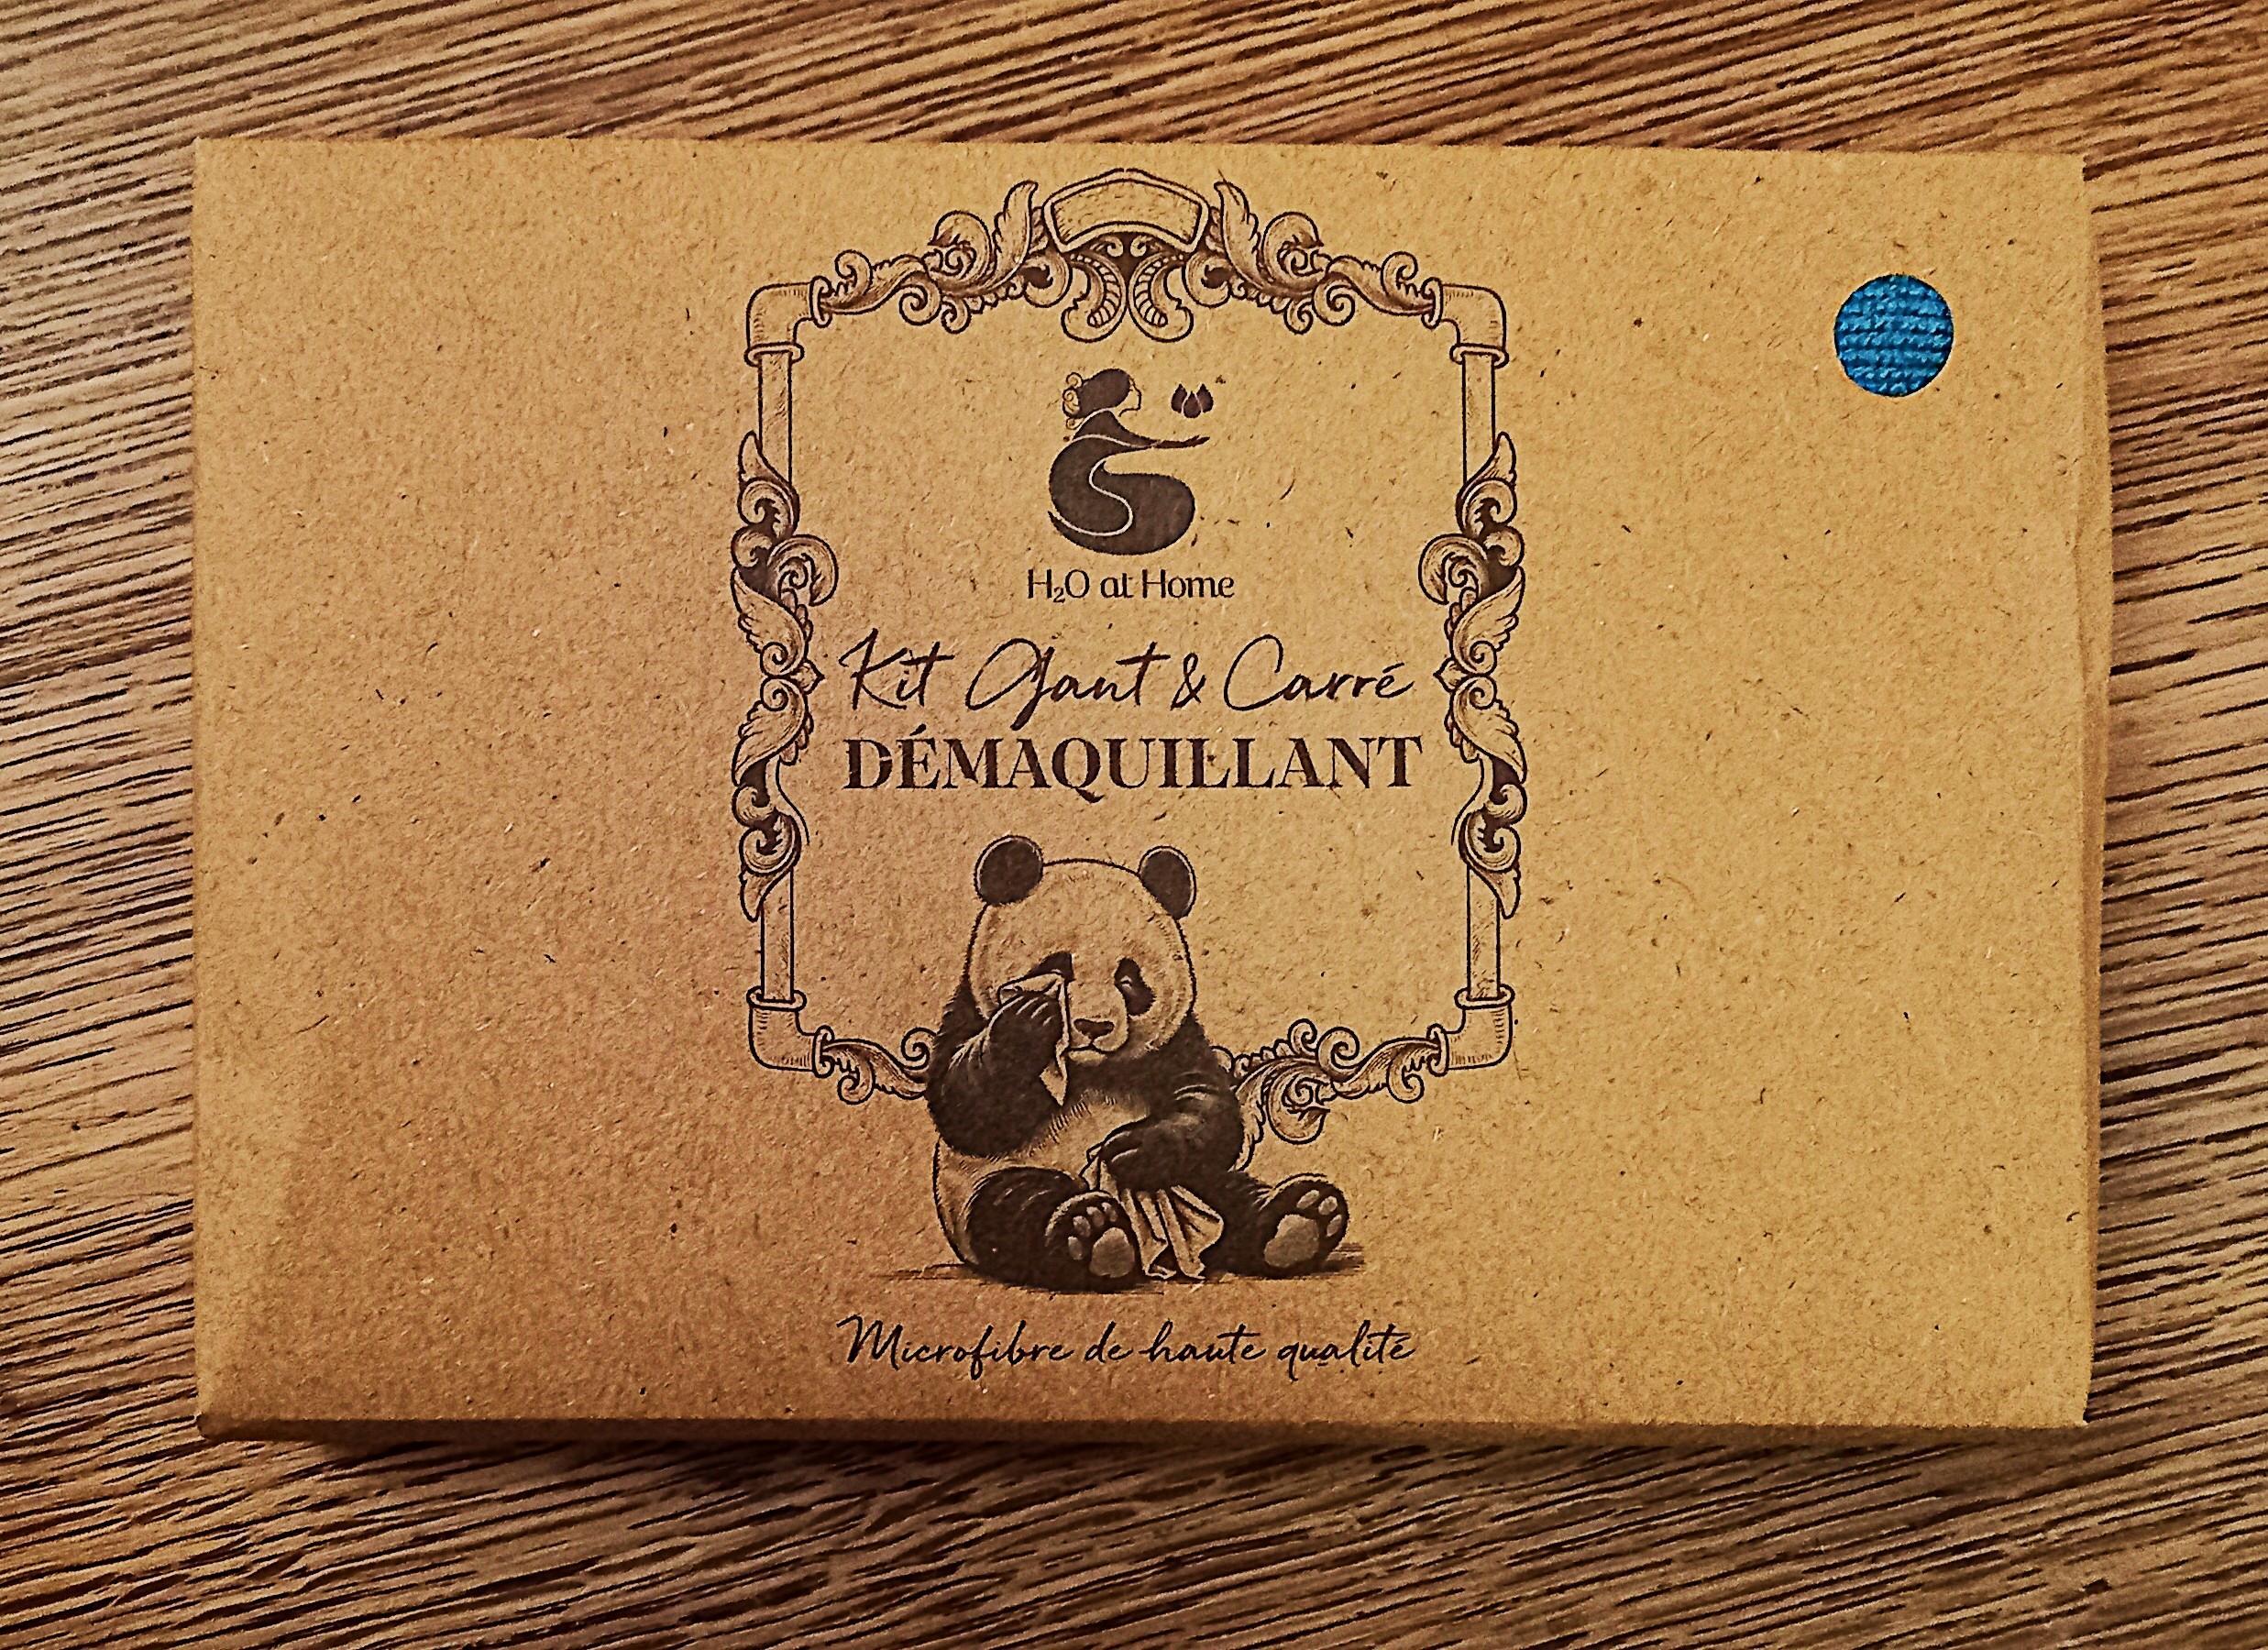 H₂O at Home
Kit Gant & Carré
DÉMAQUILLANT
Microfibre de haute qualité